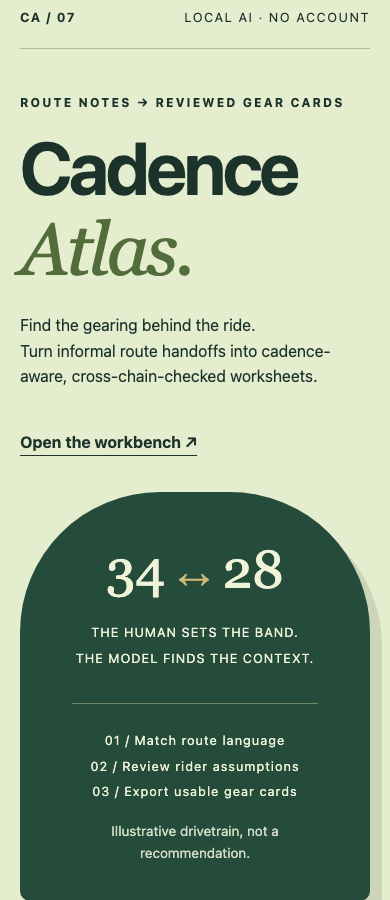 CA / 07
LOCAL AI · NO ACCOUNT
ROUTE NOTES → REVIEWED GEAR CARDS
Cadence
Atlas.
Find the gearing behind the ride.
Turn informal route handoffs into cadence-
aware, cross-chain-checked worksheets.
Open the workbench ↗
34 ↔ 28
THE HUMAN SETS THE BAND.
THE MODEL FINDS THE CONTEXT.
01 / Match route language
02 / Review rider assumptions
03 / Export usable gear cards
Illustrative drivetrain, not a
recommendation.